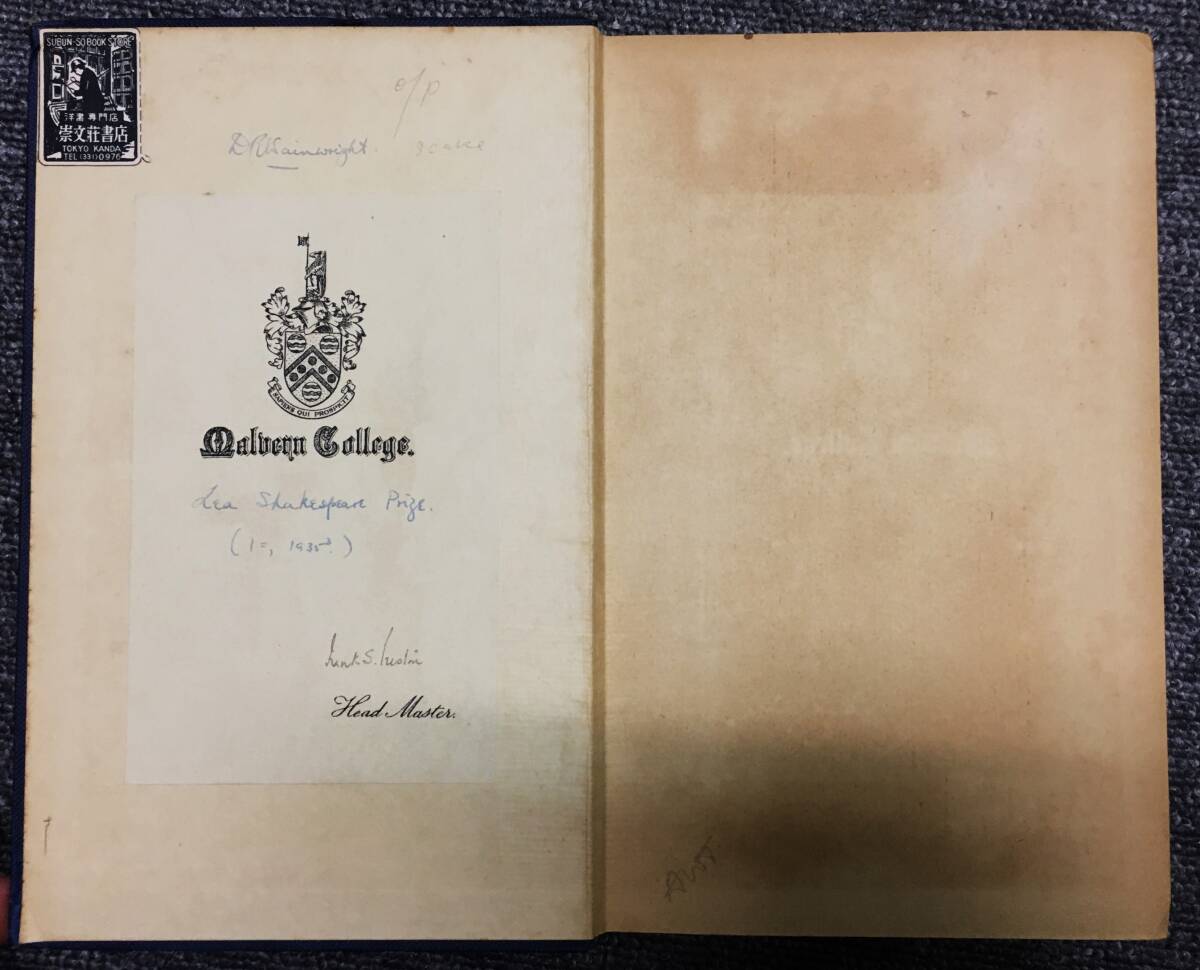 SUBUN-SO BOOK STORE
洋書専門店
崇文荘書店
TOKYO KANDA
TEL (331) 0976
o/p
D R Wainwright.
SAPIENS QUI PROSPICIT
Malvern College.
Lea Shakespeare Prize.
(1=, 1935.)
Head Master.